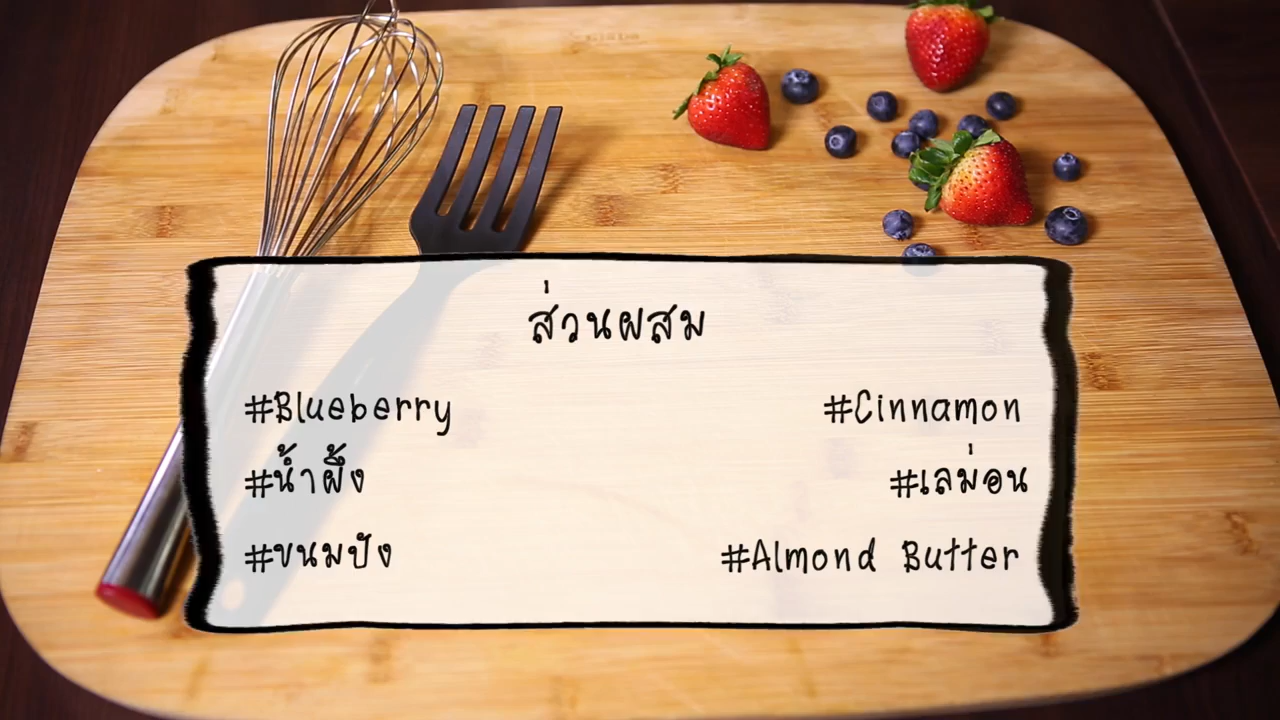 ส่วนผสม
#Blueberry
#Cinnamon
#น้ำผึ้ง
#เลม่อน
#ขนมปัง
#Almond Butter